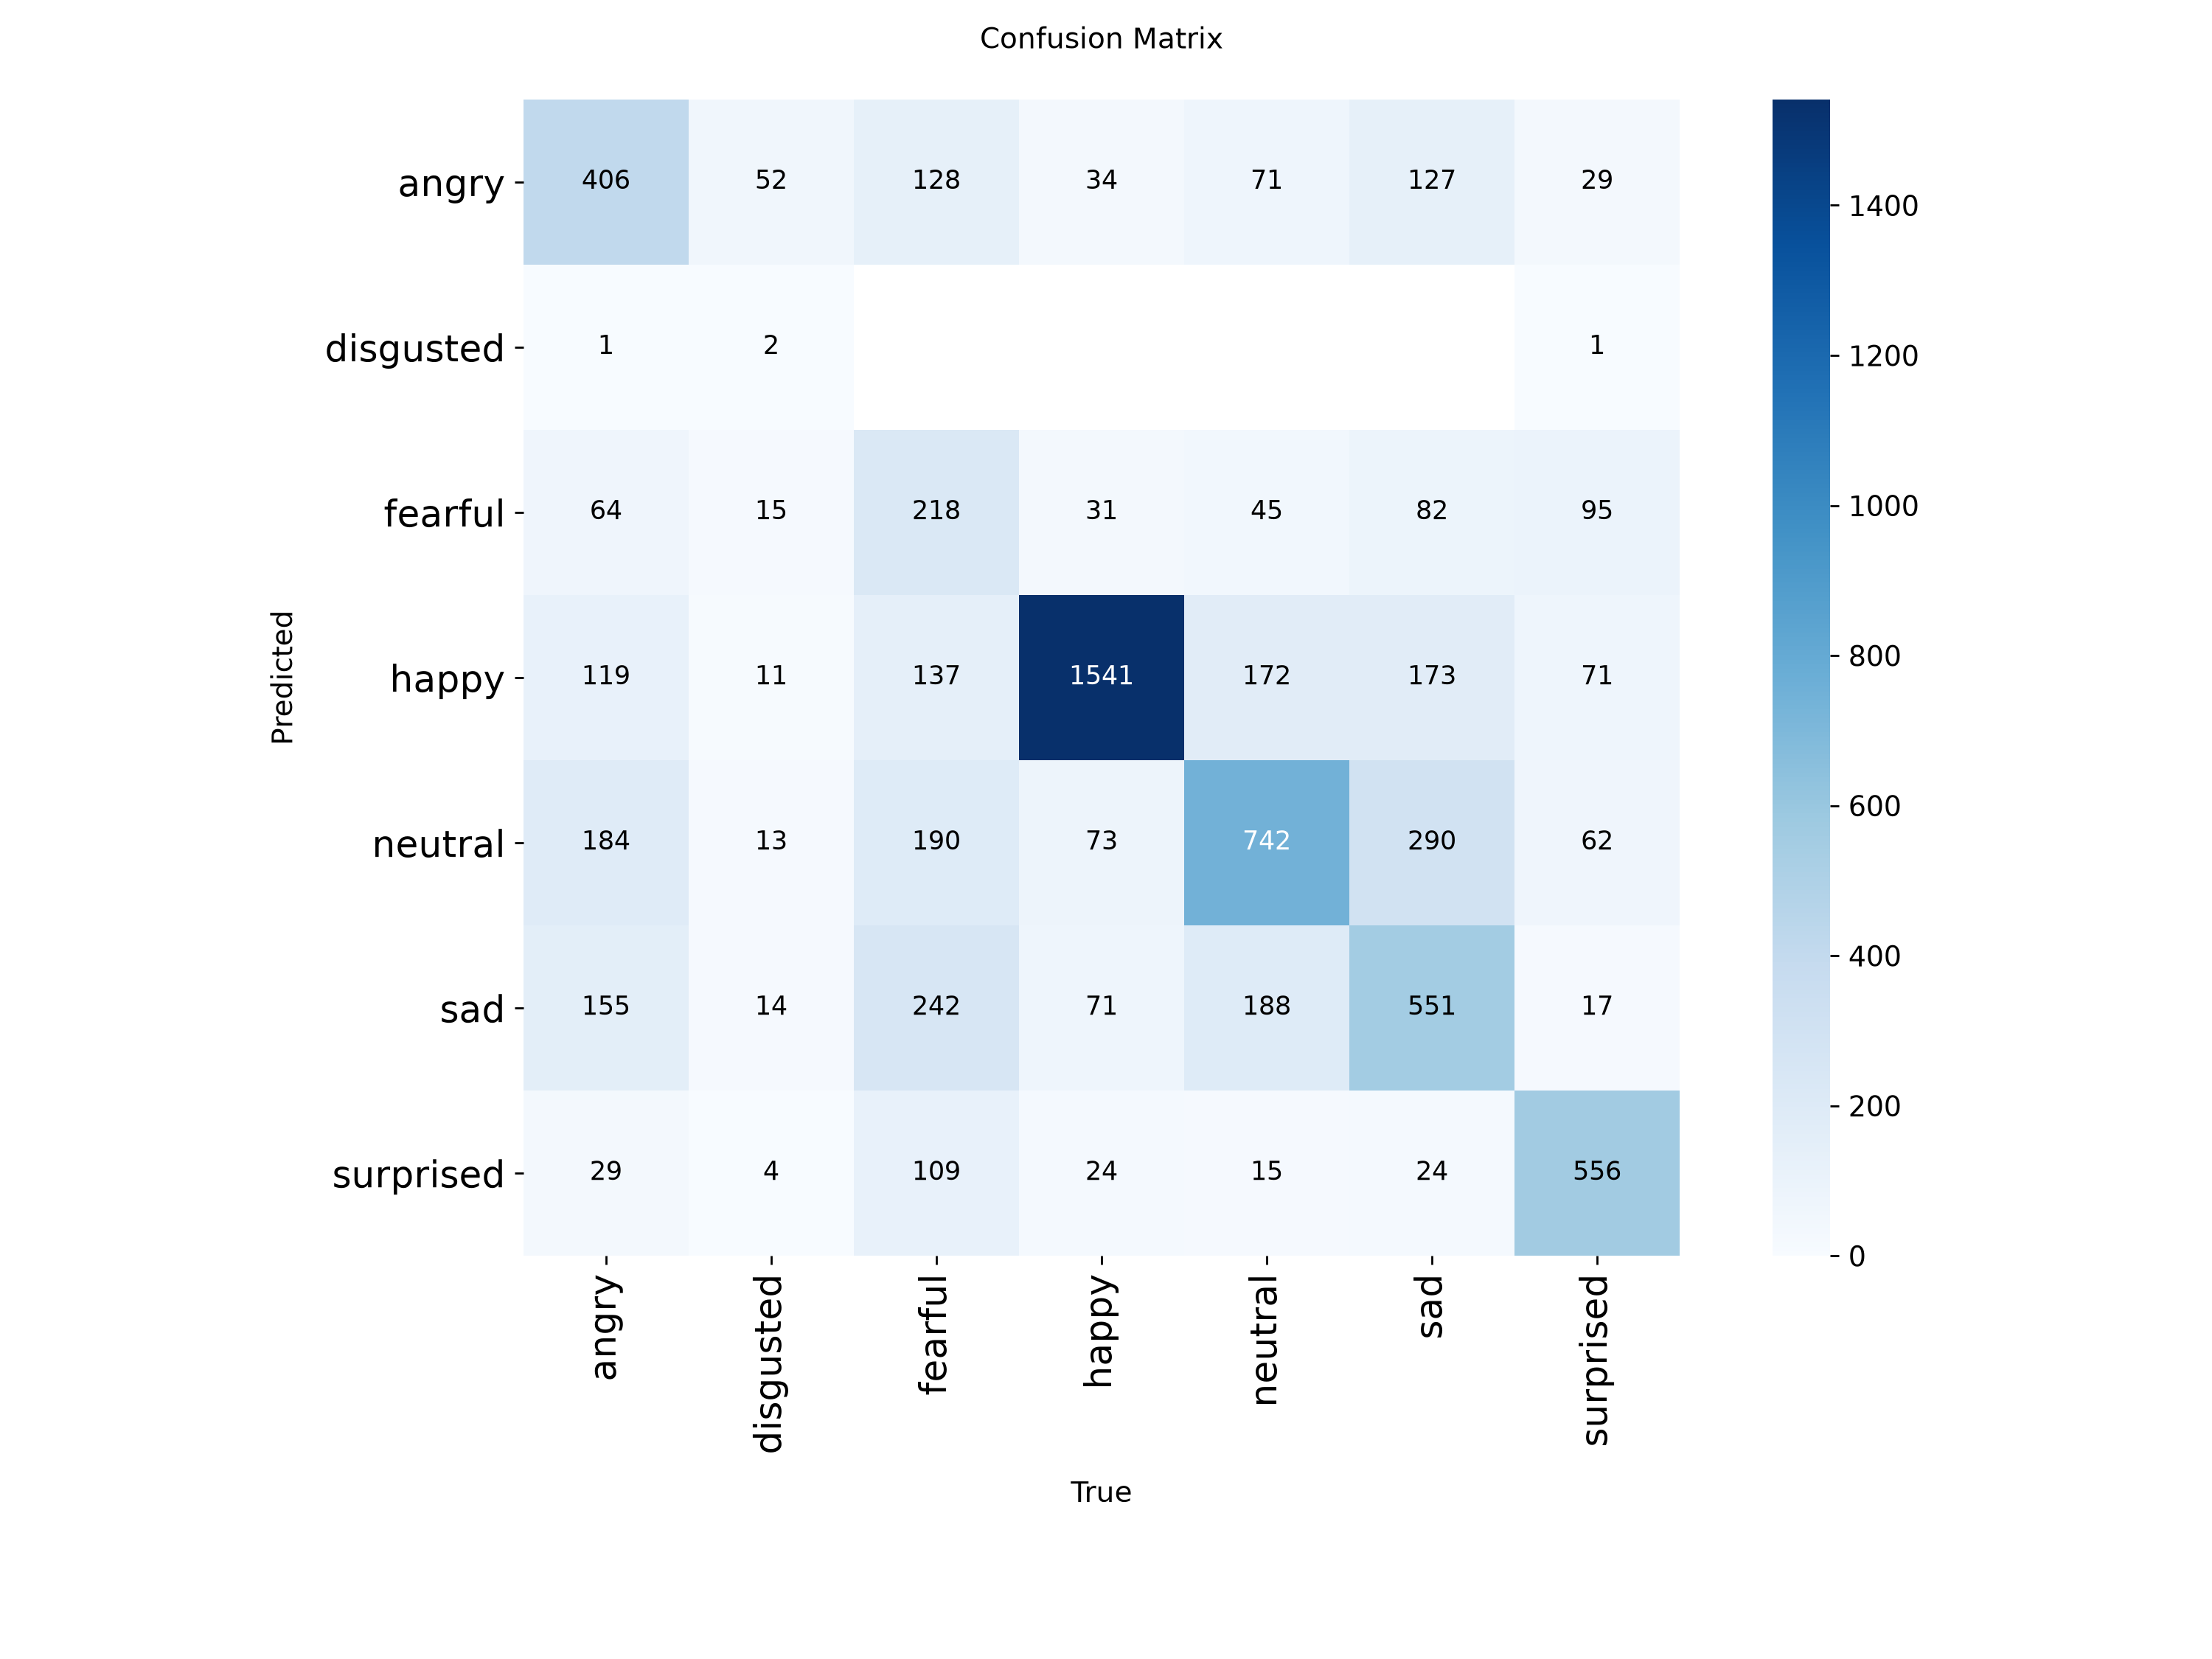 Confusion Matrix
angry 406 52 128 34 71 127 29
disgusted 1 2 1
fearful 64 15 218 31 45 82 95
happy 119 11 137 1541 172 173 71
neutral 184 13 190 73 742 290 62
sad 155 14 242 71 188 551 17
surprised 29 4 109 24 15 24 556
Predicted
angry disgusted fearful happy neutral sad surprised
True
1400
1200
1000
800
600
400
200
0